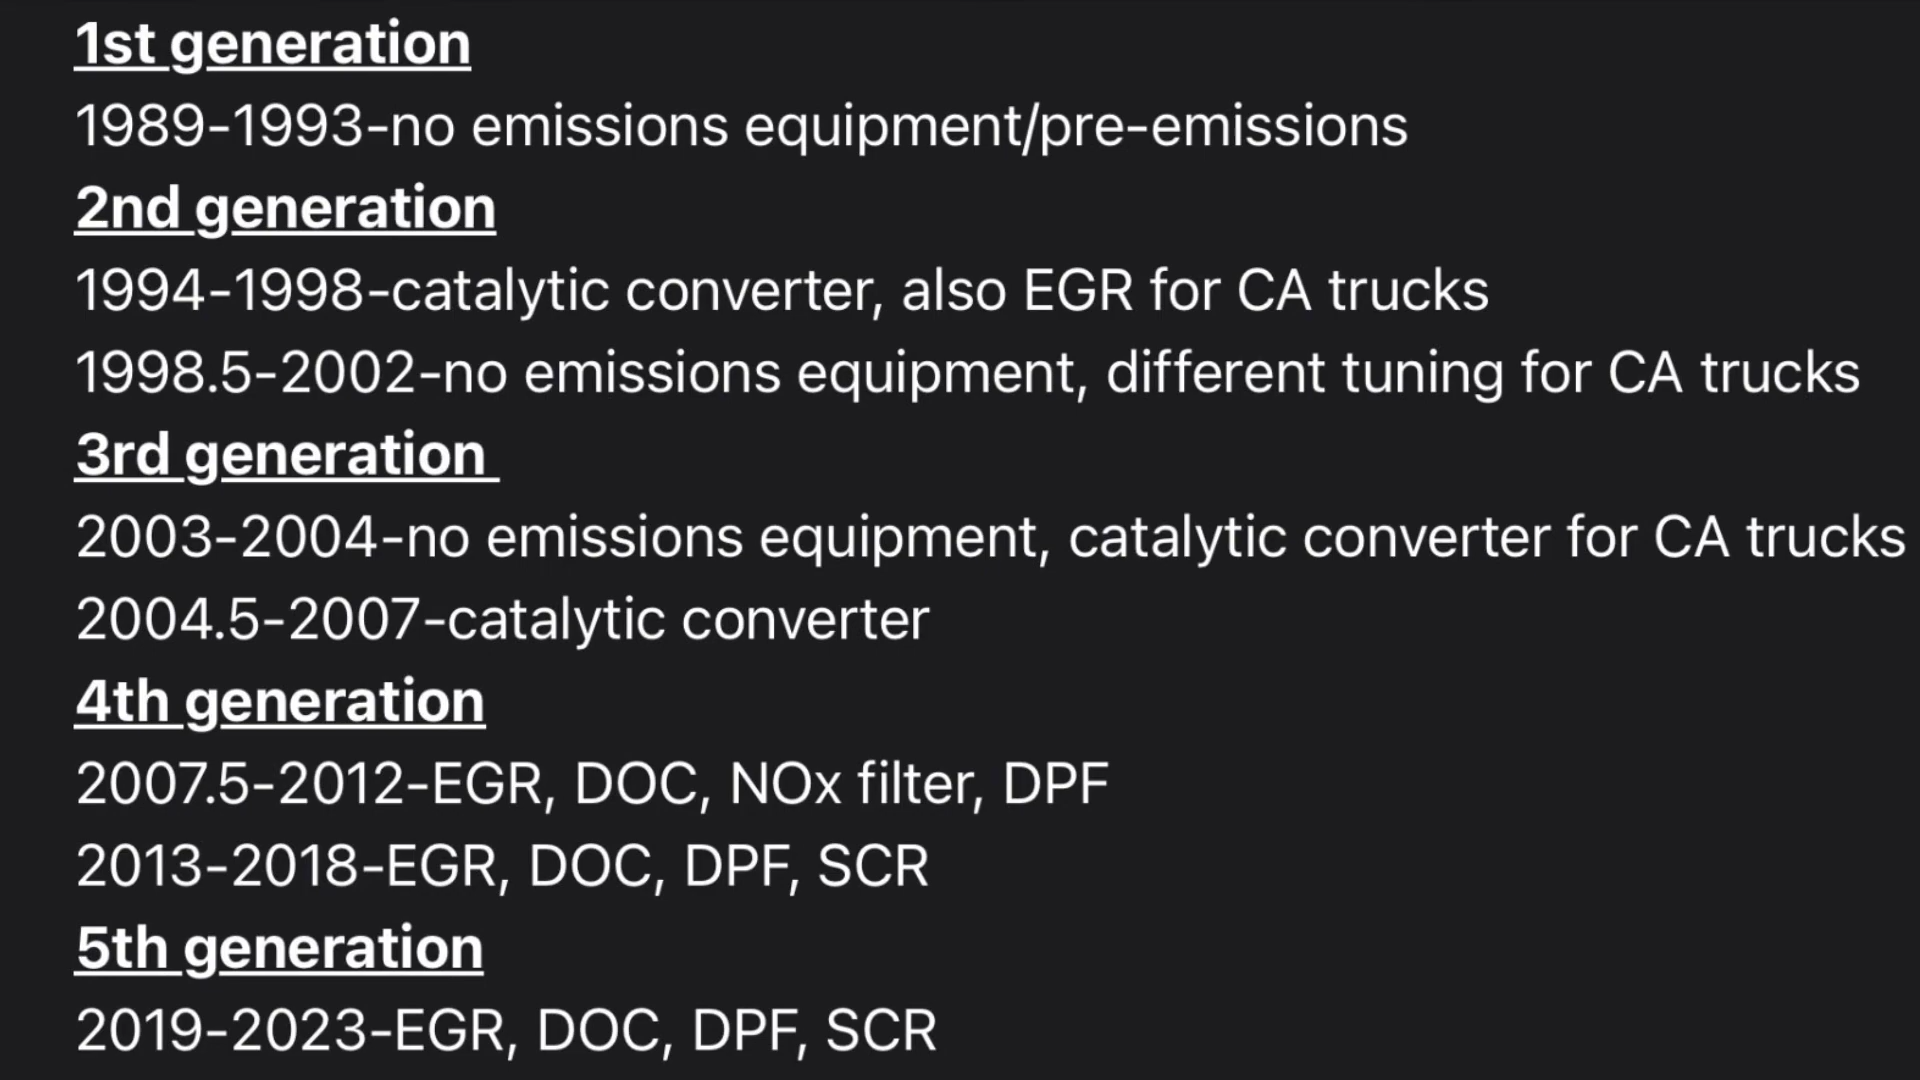 1st generation
1989-1993-no emissions equipment/pre-emissions
2nd generation
1994-1998-catalytic converter, also EGR for CA trucks
1998.5-2002-no emissions equipment, different tuning for CA trucks
3rd generation
2003-2004-no emissions equipment, catalytic converter for CA trucks
2004.5-2007-catalytic converter
4th generation
2007.5-2012-EGR, DOC, NOx filter, DPF
2013-2018-EGR, DOC, DPF, SCR
5th generation
2019-2023-EGR, DOC, DPF, SCR